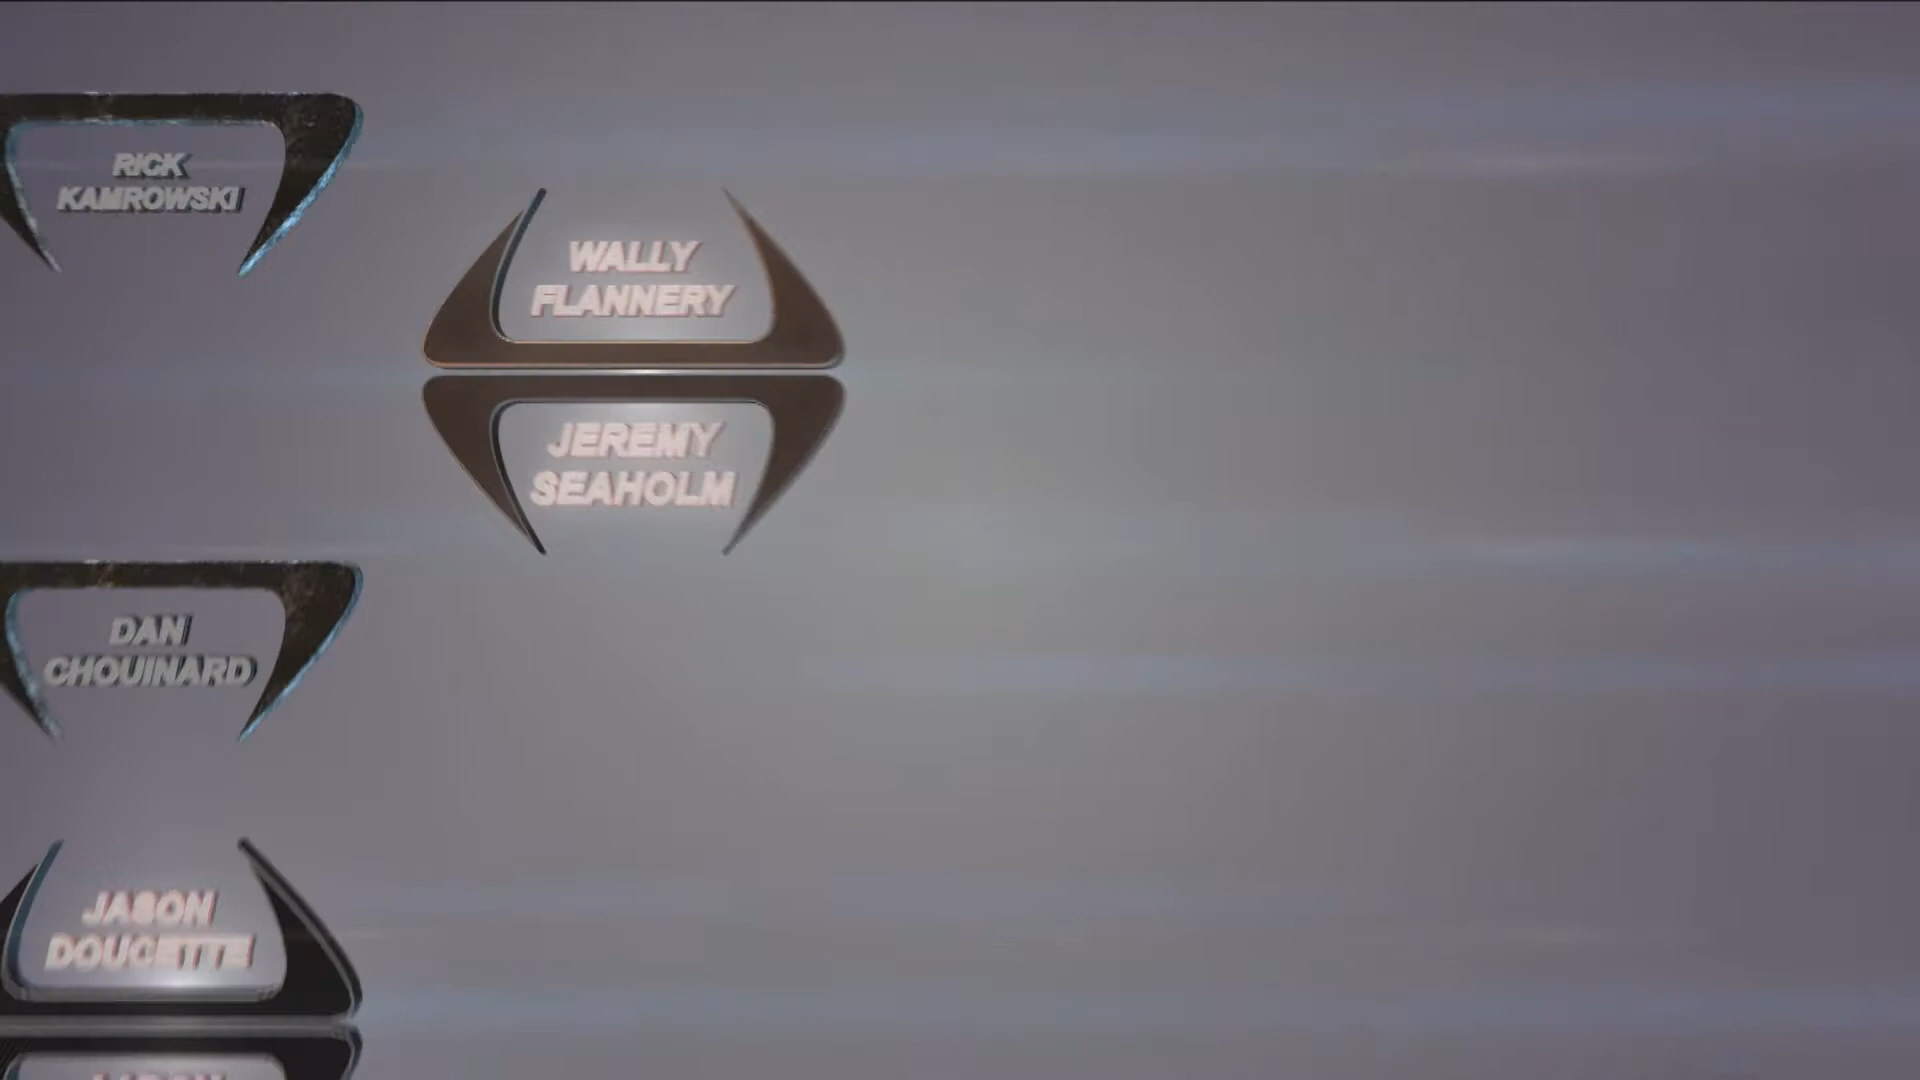 RICK
KAMROWSKI
WALLY
FLANNERY
JEREMY
SEAHOLM
DAN
CHOUINARD
JASON
DOUCETTE